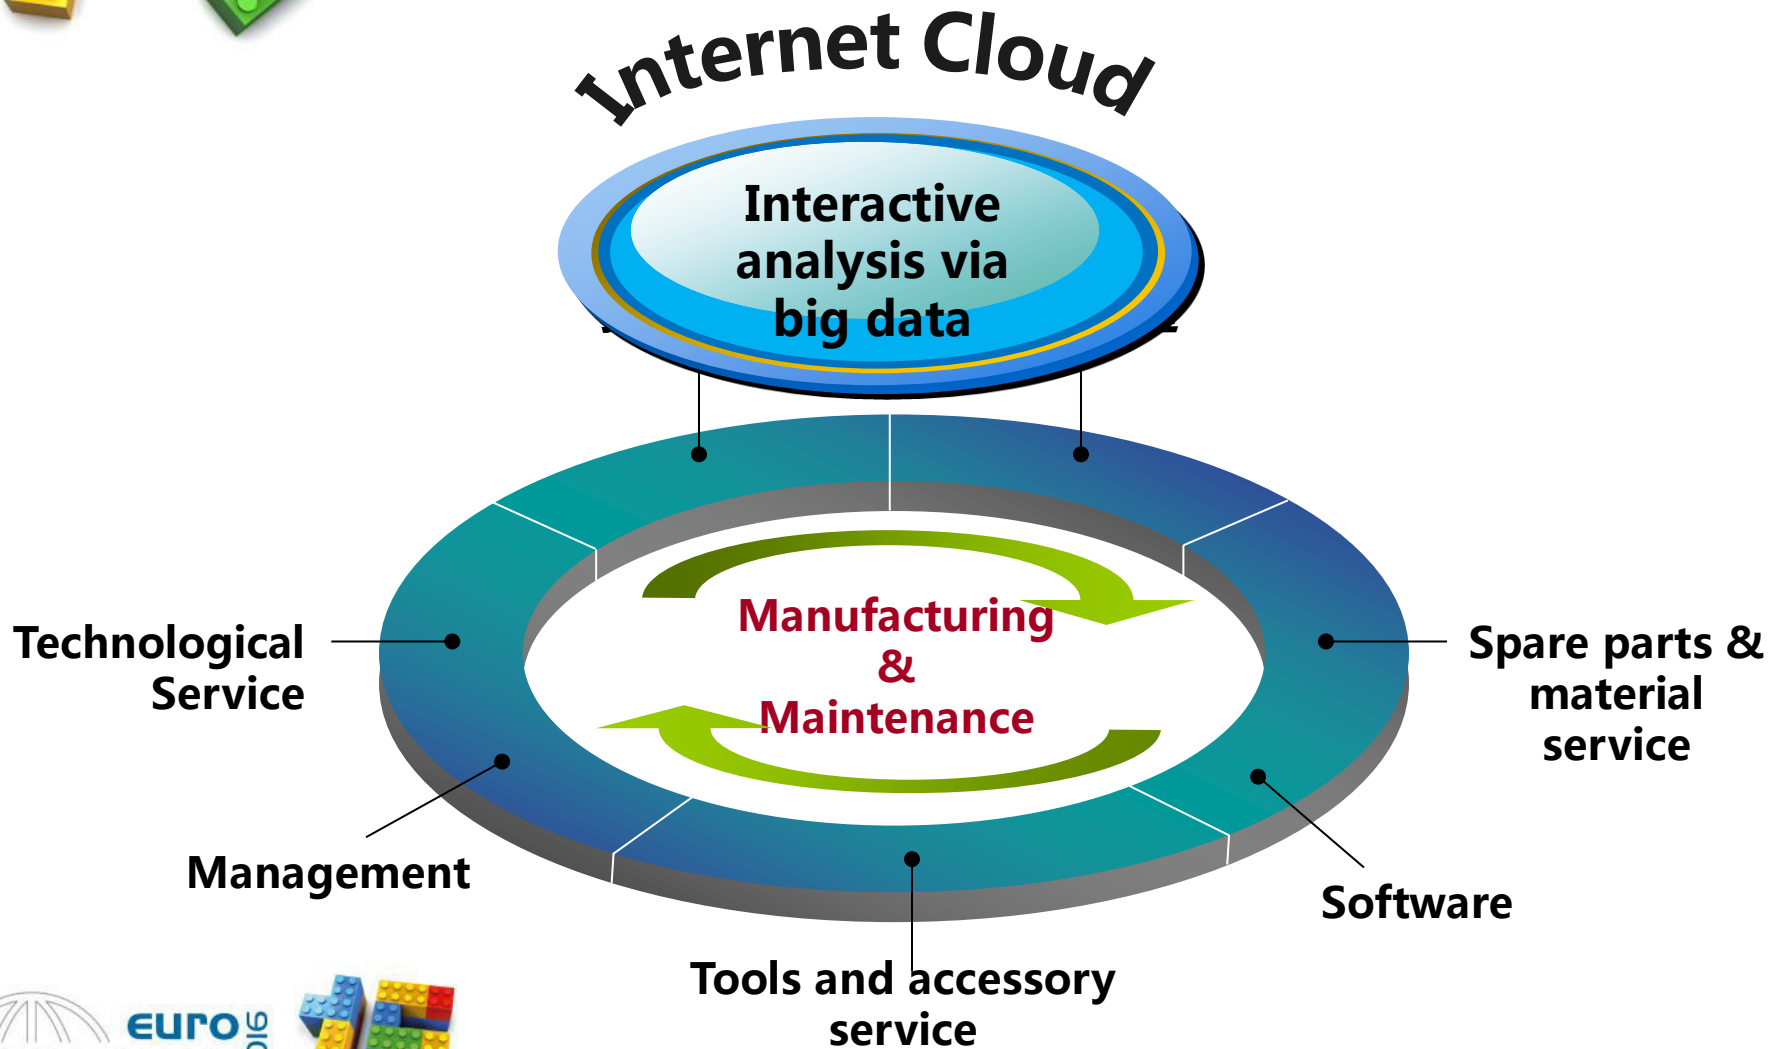 Internet Cloud
Interactive
analysis via
big data
Manufacturing
&
Maintenance
Technological
Service
Spare parts &
material
service
Management
Software
Tools and accessory
service
EURO